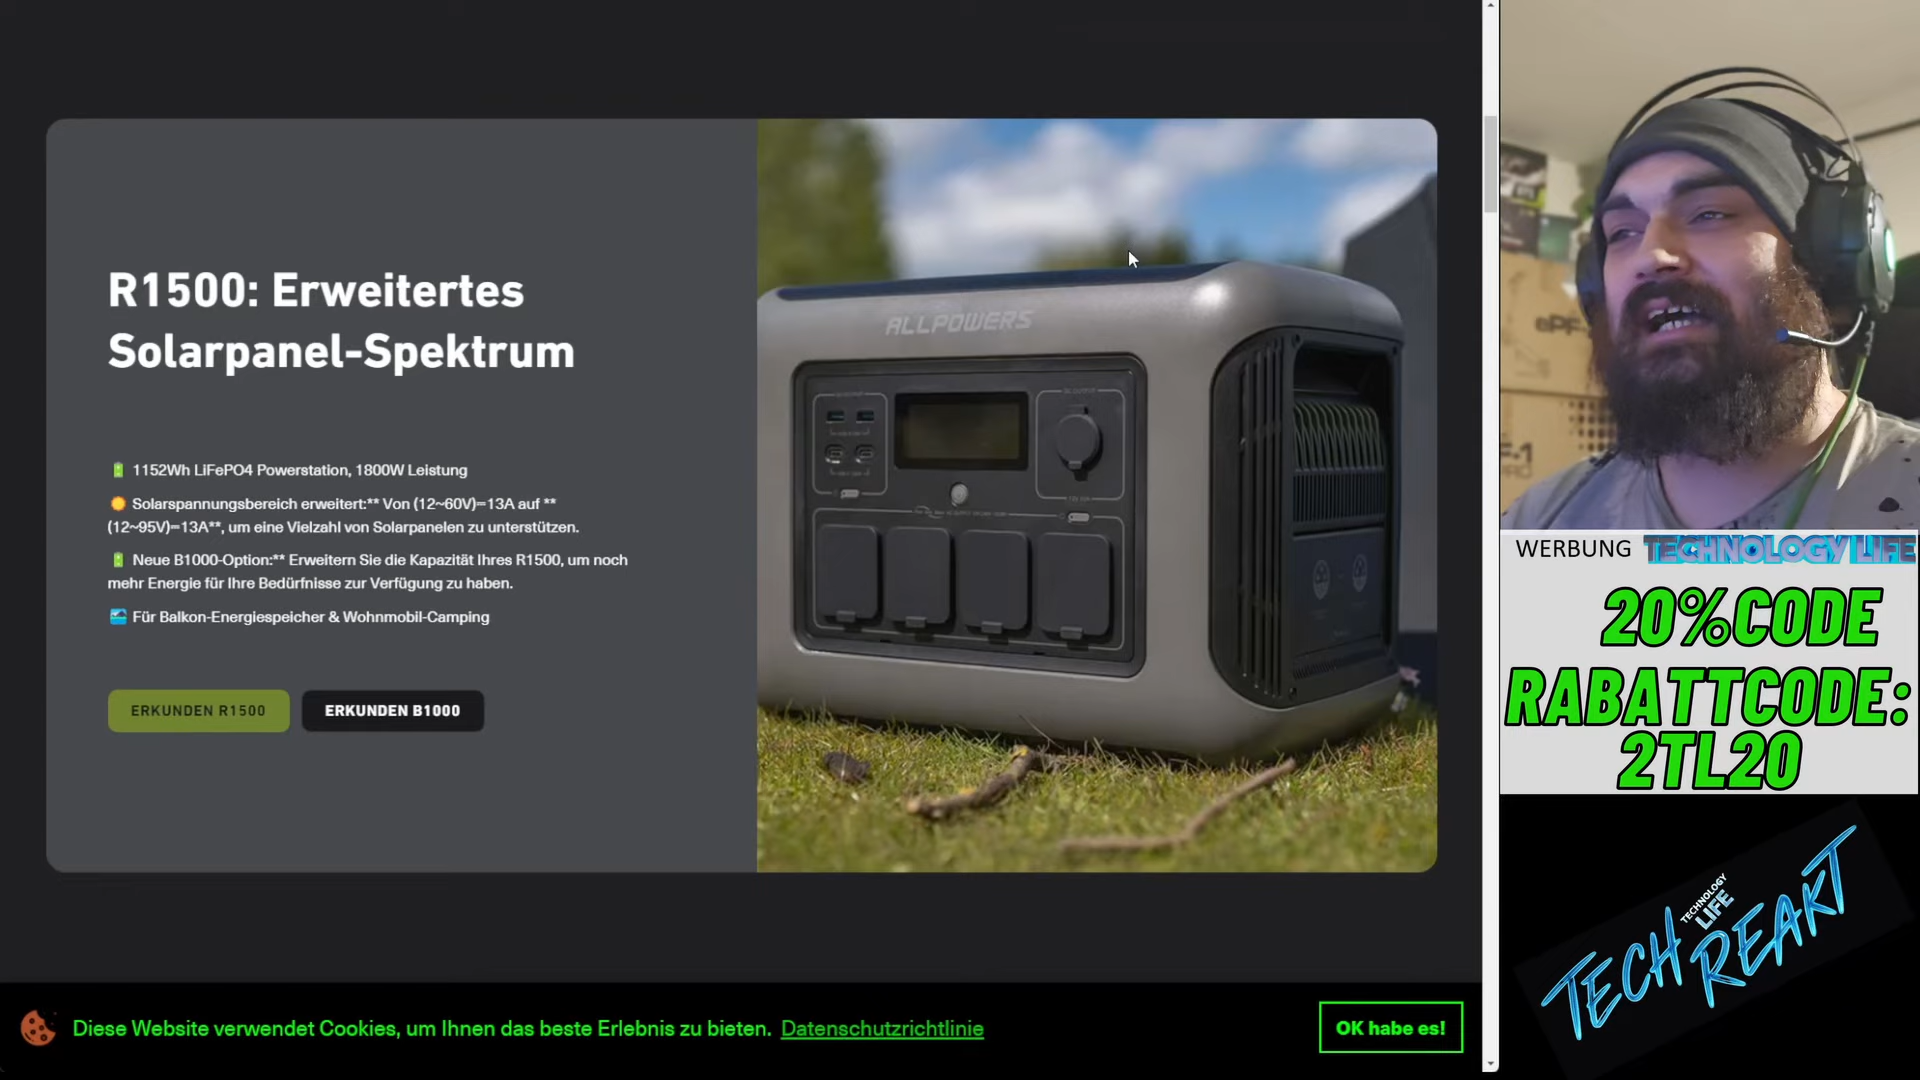 R1500: Erweitertes
Solarpanel-Spektrum
🔋 1152Wh LiFePO4 Powerstation, 1800W Leistung
☀️ Solarspannungsbereich erweitert:** Von (12~60V)=13A auf **
(12~95V)=13A**, um eine Vielzahl von Solarpanelen zu unterstützen.
🔋 Neue B1000-Option:** Erweitern Sie die Kapazität Ihres R1500, um noch
mehr Energie für Ihre Bedürfnisse zur Verfügung zu haben.
Für Balkon-Energiespeicher & Wohnmobil-Camping
ERKUNDEN R1500
ERKUNDEN B1000
ALLPOWERS
Diese Website verwendet Cookies, um Ihnen das beste Erlebnis zu bieten. Datenschutzrichtlinie
OK habe es!
WERBUNG TECHNOLOGY LIFE
20%CODE
RABATTCODE:
2TL20
TECHNOLOGY
LIFE
TECH
REAKT